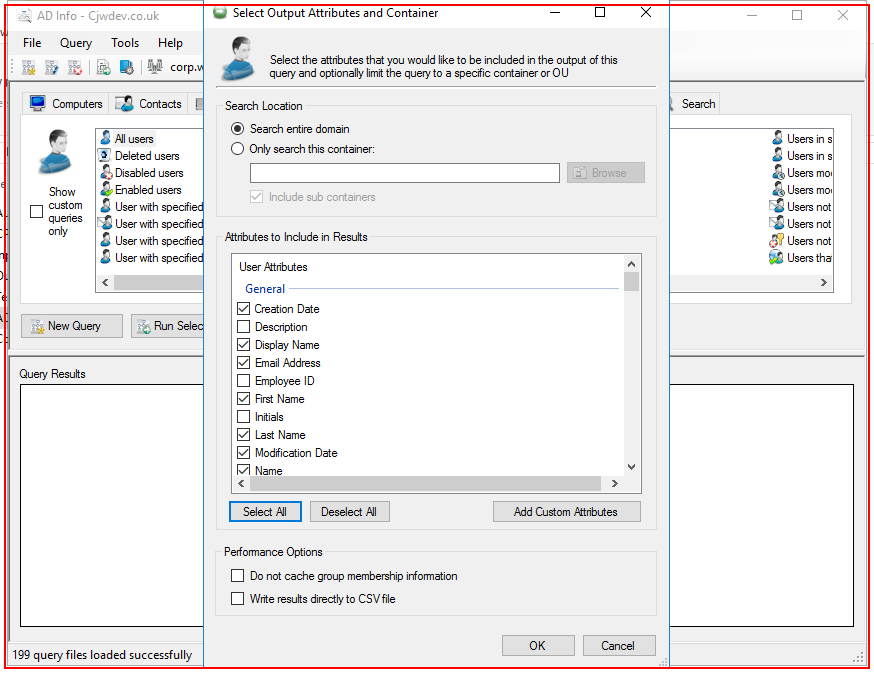 AD Info - Cjwdev.co.uk
File Query Tools Help
corp.w
Computers Contacts Search
Show
custom
queries
only
All users
Deleted users
Disabled users
Enabled users
User with specified
User with specified
User with specified
User with specified
Users in s
Users in s
Users mo
Users mo
Users not
Users not
Users not
Users tha
New Query Run Selec
Query Results
199 query files loaded successfully
Select Output Attributes and Container
Select the attributes that you would like to be included in the output of this
query and optionally limit the query to a specific container or OU
Search Location
Search entire domain
Only search this container:
Browse
Include sub containers
Attributes to Include in Results
User Attributes
General
Creation Date
Description
Display Name
Email Address
Employee ID
First Name
Initials
Last Name
Modification Date
Name
Select All Deselect All Add Custom Attributes
Performance Options
Do not cache group membership information
Write results directly to CSV file
OK Cancel